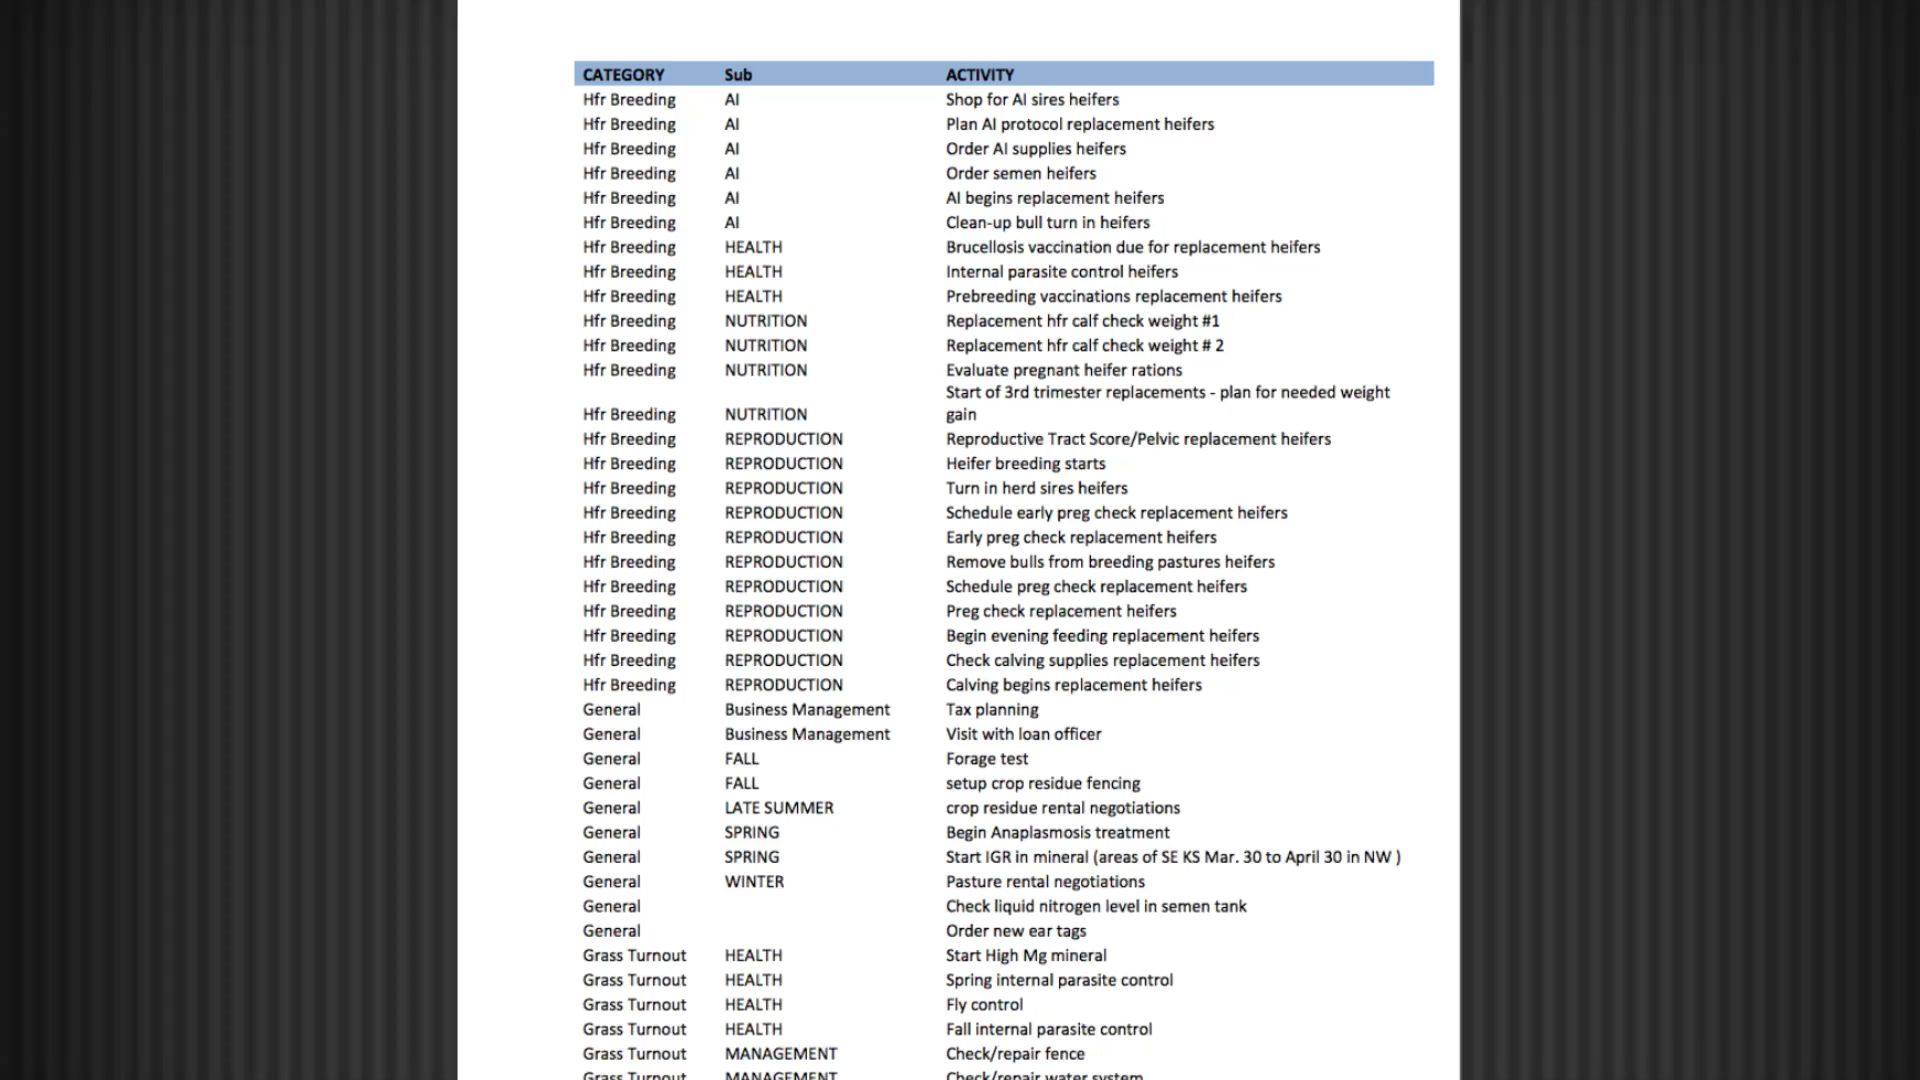 CATEGORY Sub ACTIVITY
Hfr Breeding AI Shop for AI sires heifers
Hfr Breeding AI Plan AI protocol replacement heifers
Hfr Breeding AI Order AI supplies heifers
Hfr Breeding AI Order semen heifers
Hfr Breeding AI AI begins replacement heifers
Hfr Breeding AI Clean-up bull turn in heifers
Hfr Breeding HEALTH Brucellosis vaccination due for replacement heifers
Hfr Breeding HEALTH Internal parasite control heifers
Hfr Breeding HEALTH Prebreeding vaccinations replacement heifers
Hfr Breeding NUTRITION Replacement hfr calf check weight #1
Hfr Breeding NUTRITION Replacement hfr calf check weight # 2
Hfr Breeding NUTRITION Evaluate pregnant heifer rations
Start of 3rd trimester replacements - plan for needed weight
Hfr Breeding NUTRITION gain
Hfr Breeding REPRODUCTION Reproductive Tract Score/Pelvic replacement heifers
Hfr Breeding REPRODUCTION Heifer breeding starts
Hfr Breeding REPRODUCTION Turn in herd sires heifers
Hfr Breeding REPRODUCTION Schedule early preg check replacement heifers
Hfr Breeding REPRODUCTION Early preg check replacement heifers
Hfr Breeding REPRODUCTION Remove bulls from breeding pastures heifers
Hfr Breeding REPRODUCTION Schedule preg check replacement heifers
Hfr Breeding REPRODUCTION Preg check replacement heifers
Hfr Breeding REPRODUCTION Begin evening feeding replacement heifers
Hfr Breeding REPRODUCTION Check calving supplies replacement heifers
Hfr Breeding REPRODUCTION Calving begins replacement heifers
General Business Management Tax planning
General Business Management Visit with loan officer
General FALL Forage test
General FALL setup crop residue fencing
General LATE SUMMER crop residue rental negotiations
General SPRING Begin Anaplasmosis treatment
General SPRING Start IGR in mineral (areas of SE KS Mar. 30 to April 30 in NW )
General WINTER Pasture rental negotiations
General Check liquid nitrogen level in semen tank
General Order new ear tags
Grass Turnout HEALTH Start High Mg mineral
Grass Turnout HEALTH Spring internal parasite control
Grass Turnout HEALTH Fly control
Grass Turnout HEALTH Fall internal parasite control
Grass Turnout MANAGEMENT Check/repair fence
Grass Turnout MANAGEMENT Check/repair water system